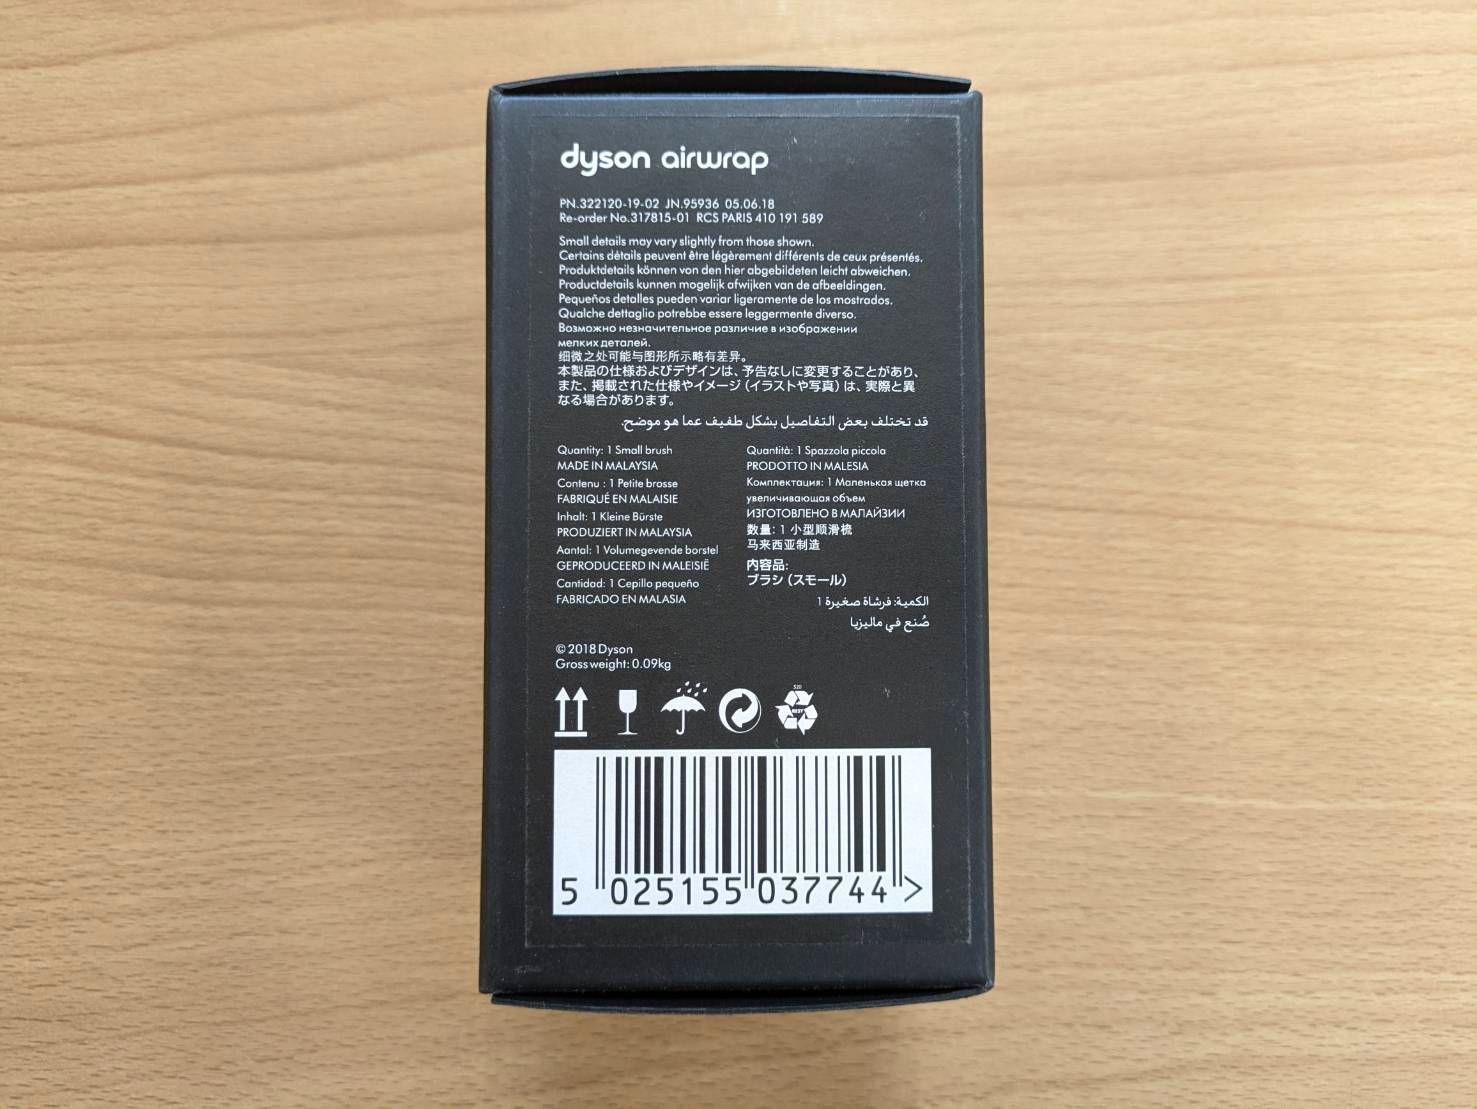 dyson airwrap
PN.322120-19-02 JN.95936 05.06.18
Re-order No.317815-01 RCS PARIS 410 191 589
Small details may vary slightly from those shown.
Certains détails peuvent être légèrement différents de ceux présentés.
Produktdetails können von den hier abgebildeten leicht abweichen.
Productdetails kunnen mogelijk afwijken van de afbeeldingen.
Pequeños detalles pueden variar ligeramente de los mostrados.
Qualche dettaglio potrebbe essere leggermente diverso.
Возможно незначительное различие в изображении
мелких деталей.
细微之处可能与图形所示略有差异。
本製品の仕様およびデザインは、予告なしに変更することがあり、
また、掲載された仕様やイメージ（イラストや写真）は、実際と異
なる場合があります。
قد تختلف بعض التفاصيل بشكل طفيف عما هو موضح.
Quantity: 1 Small brush
MADE IN MALAYSIA
Contenu : 1 Petite brosse
FABRIQUÉ EN MALAISIE
Inhalt: 1 Kleine Bürste
PRODUZIERT IN MALAYSIA
Aantal: 1 Volumegevende borstel
GEPRODUCEERD IN MALEISIË
Cantidad: 1 Cepillo pequeño
FABRICADO EN MALASIA
Quantità: 1 Spazzola piccola
PRODOTTO IN MALESIA
Комплектация: 1 Маленькая щетка
увеличивающая объем
ИЗГОТОВЛЕНО В МАЛАЙЗИИ
数量: 1 小型顺滑梳
马来西亚制造
内容品:
ブラシ（スモール）
الكمية: فرشاة صغيرة 1
صُنع في ماليزيا
© 2018 Dyson
Gross weight: 0.09kg
5 025155 037744 >